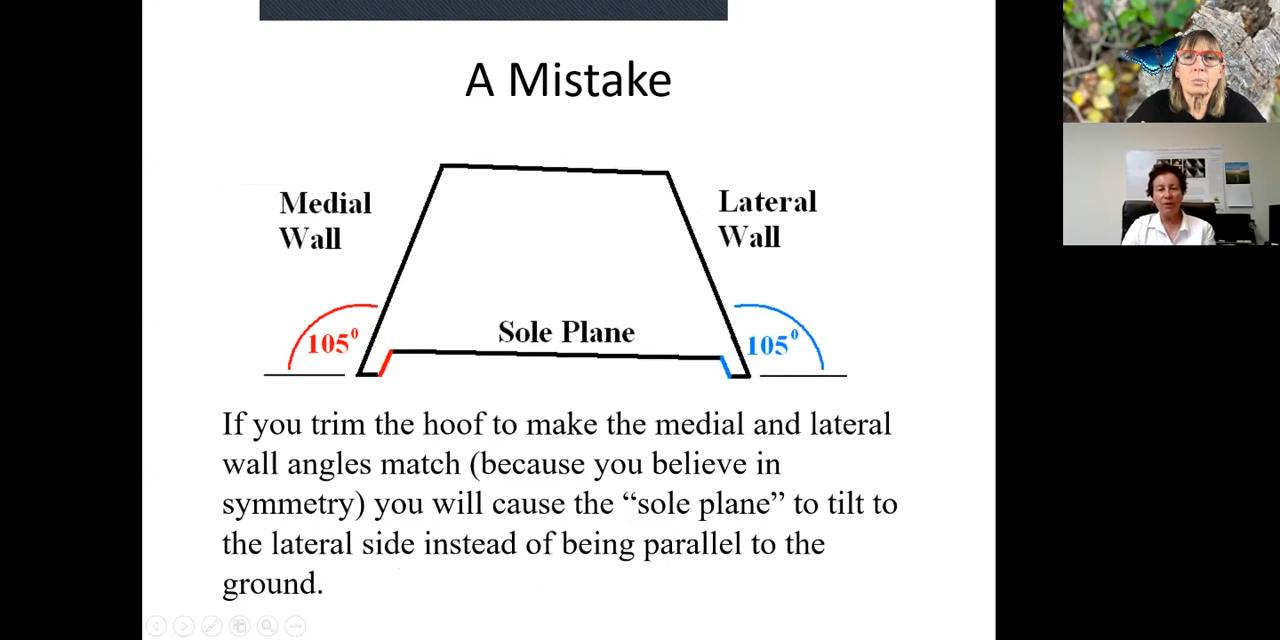 A Mistake
Medial
Wall
Lateral
Wall
Sole Plane
105⁰
105⁰
If you trim the hoof to make the medial and lateral
wall angles match (because you believe in
symmetry) you will cause the “sole plane” to tilt to
the lateral side instead of being parallel to the
ground.